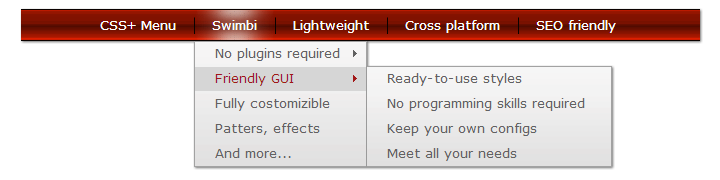 CSS+ Menu Swimbi Lightweight Cross platform SEO friendly
No plugins required
Friendly GUI
Fully costomizible
Patters, effects
And more...
Ready-to-use styles
No programming skills required
Keep your own configs
Meet all your needs